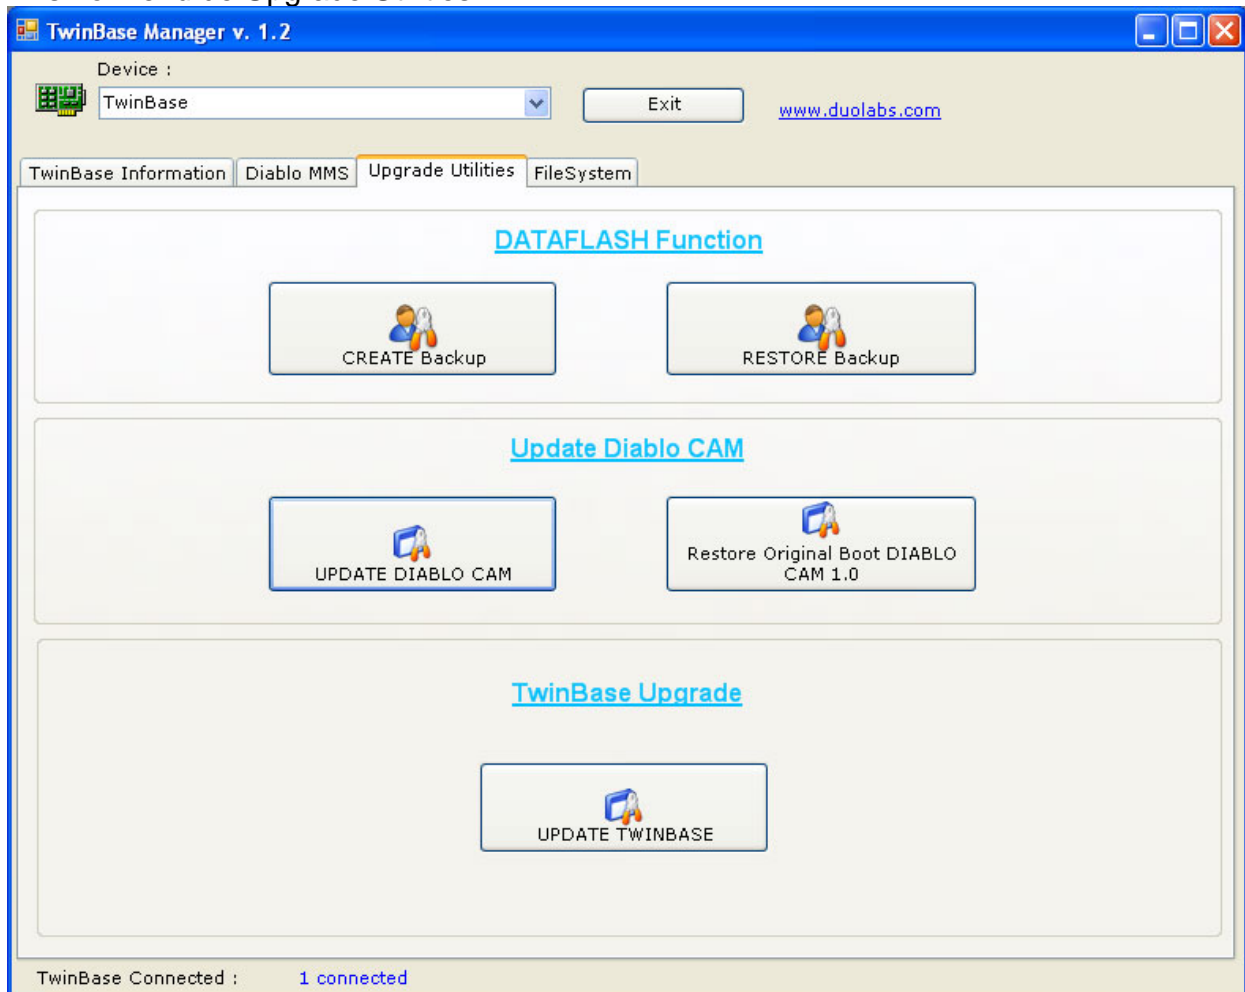 Upgrade Utilities
TwinBase Manager v. 1.2
Device :
TwinBase
Exit
www.duolabs.com
TwinBase Information Diablo MMS Upgrade Utilities FileSystem
DATAFLASH Function
CREATE Backup RESTORE Backup
Update Diablo CAM
UPDATE DIABLO CAM
Restore Original Boot DIABLO
CAM 1.0
TwinBase Upgrade
UPDATE TWINBASE
TwinBase Connected : 1 connected